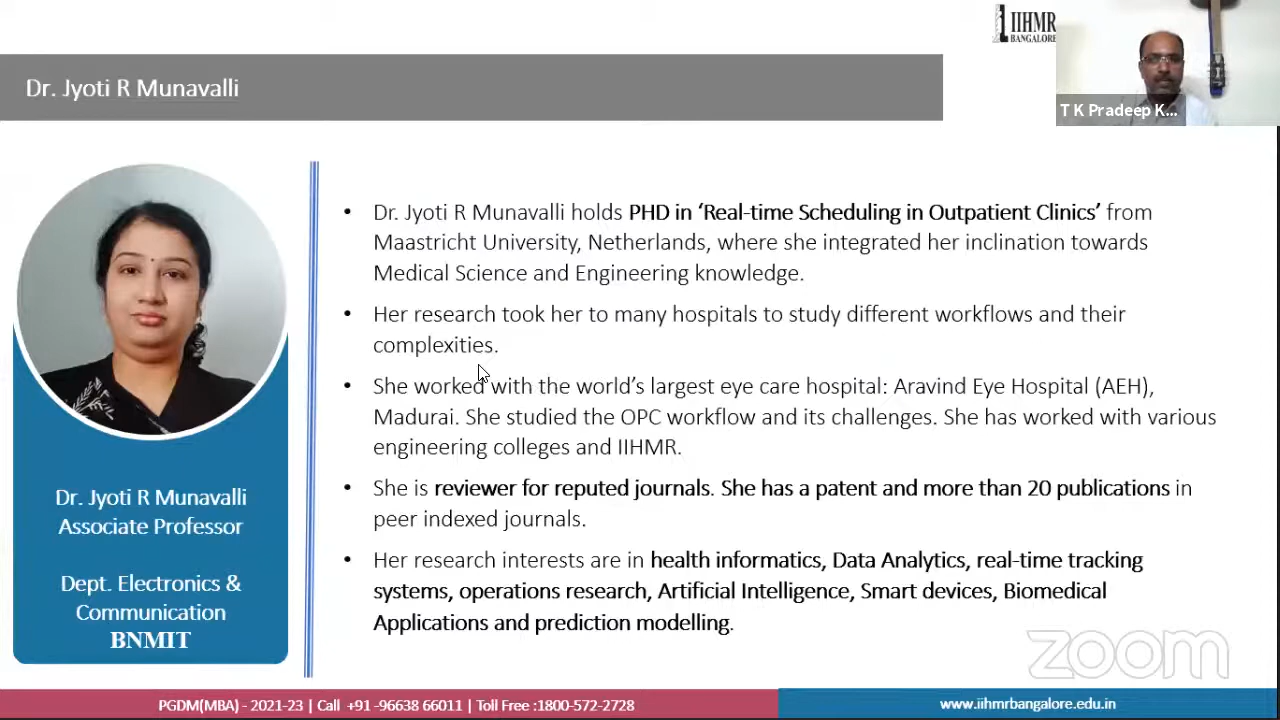 IIHMR
BANGALORE
Dr. Jyoti R Munavalli
T K Pradeep K...
• Dr. Jyoti R Munavalli holds PHD in ‘Real-time Scheduling in Outpatient Clinics’ from
Maastricht University, Netherlands, where she integrated her inclination towards
Medical Science and Engineering knowledge.
• Her research took her to many hospitals to study different workflows and their
complexities.
• She worked with the world’s largest eye care hospital: Aravind Eye Hospital (AEH),
Madurai. She studied the OPC workflow and its challenges. She has worked with various
engineering colleges and IIHMR.
• She is reviewer for reputed journals. She has a patent and more than 20 publications in
peer indexed journals.
• Her research interests are in health informatics, Data Analytics, real-time tracking
systems, operations research, Artificial Intelligence, Smart devices, Biomedical
Applications and prediction modelling.
Dr. Jyoti R Munavalli
Associate Professor
Dept. Electronics &
Communication
BNMIT
zoom
PGDM(MBA) - 2021-23 | Call +91 -96638 66011 | Toll Free :1800-572-2728
www.iihmrbangalore.edu.in